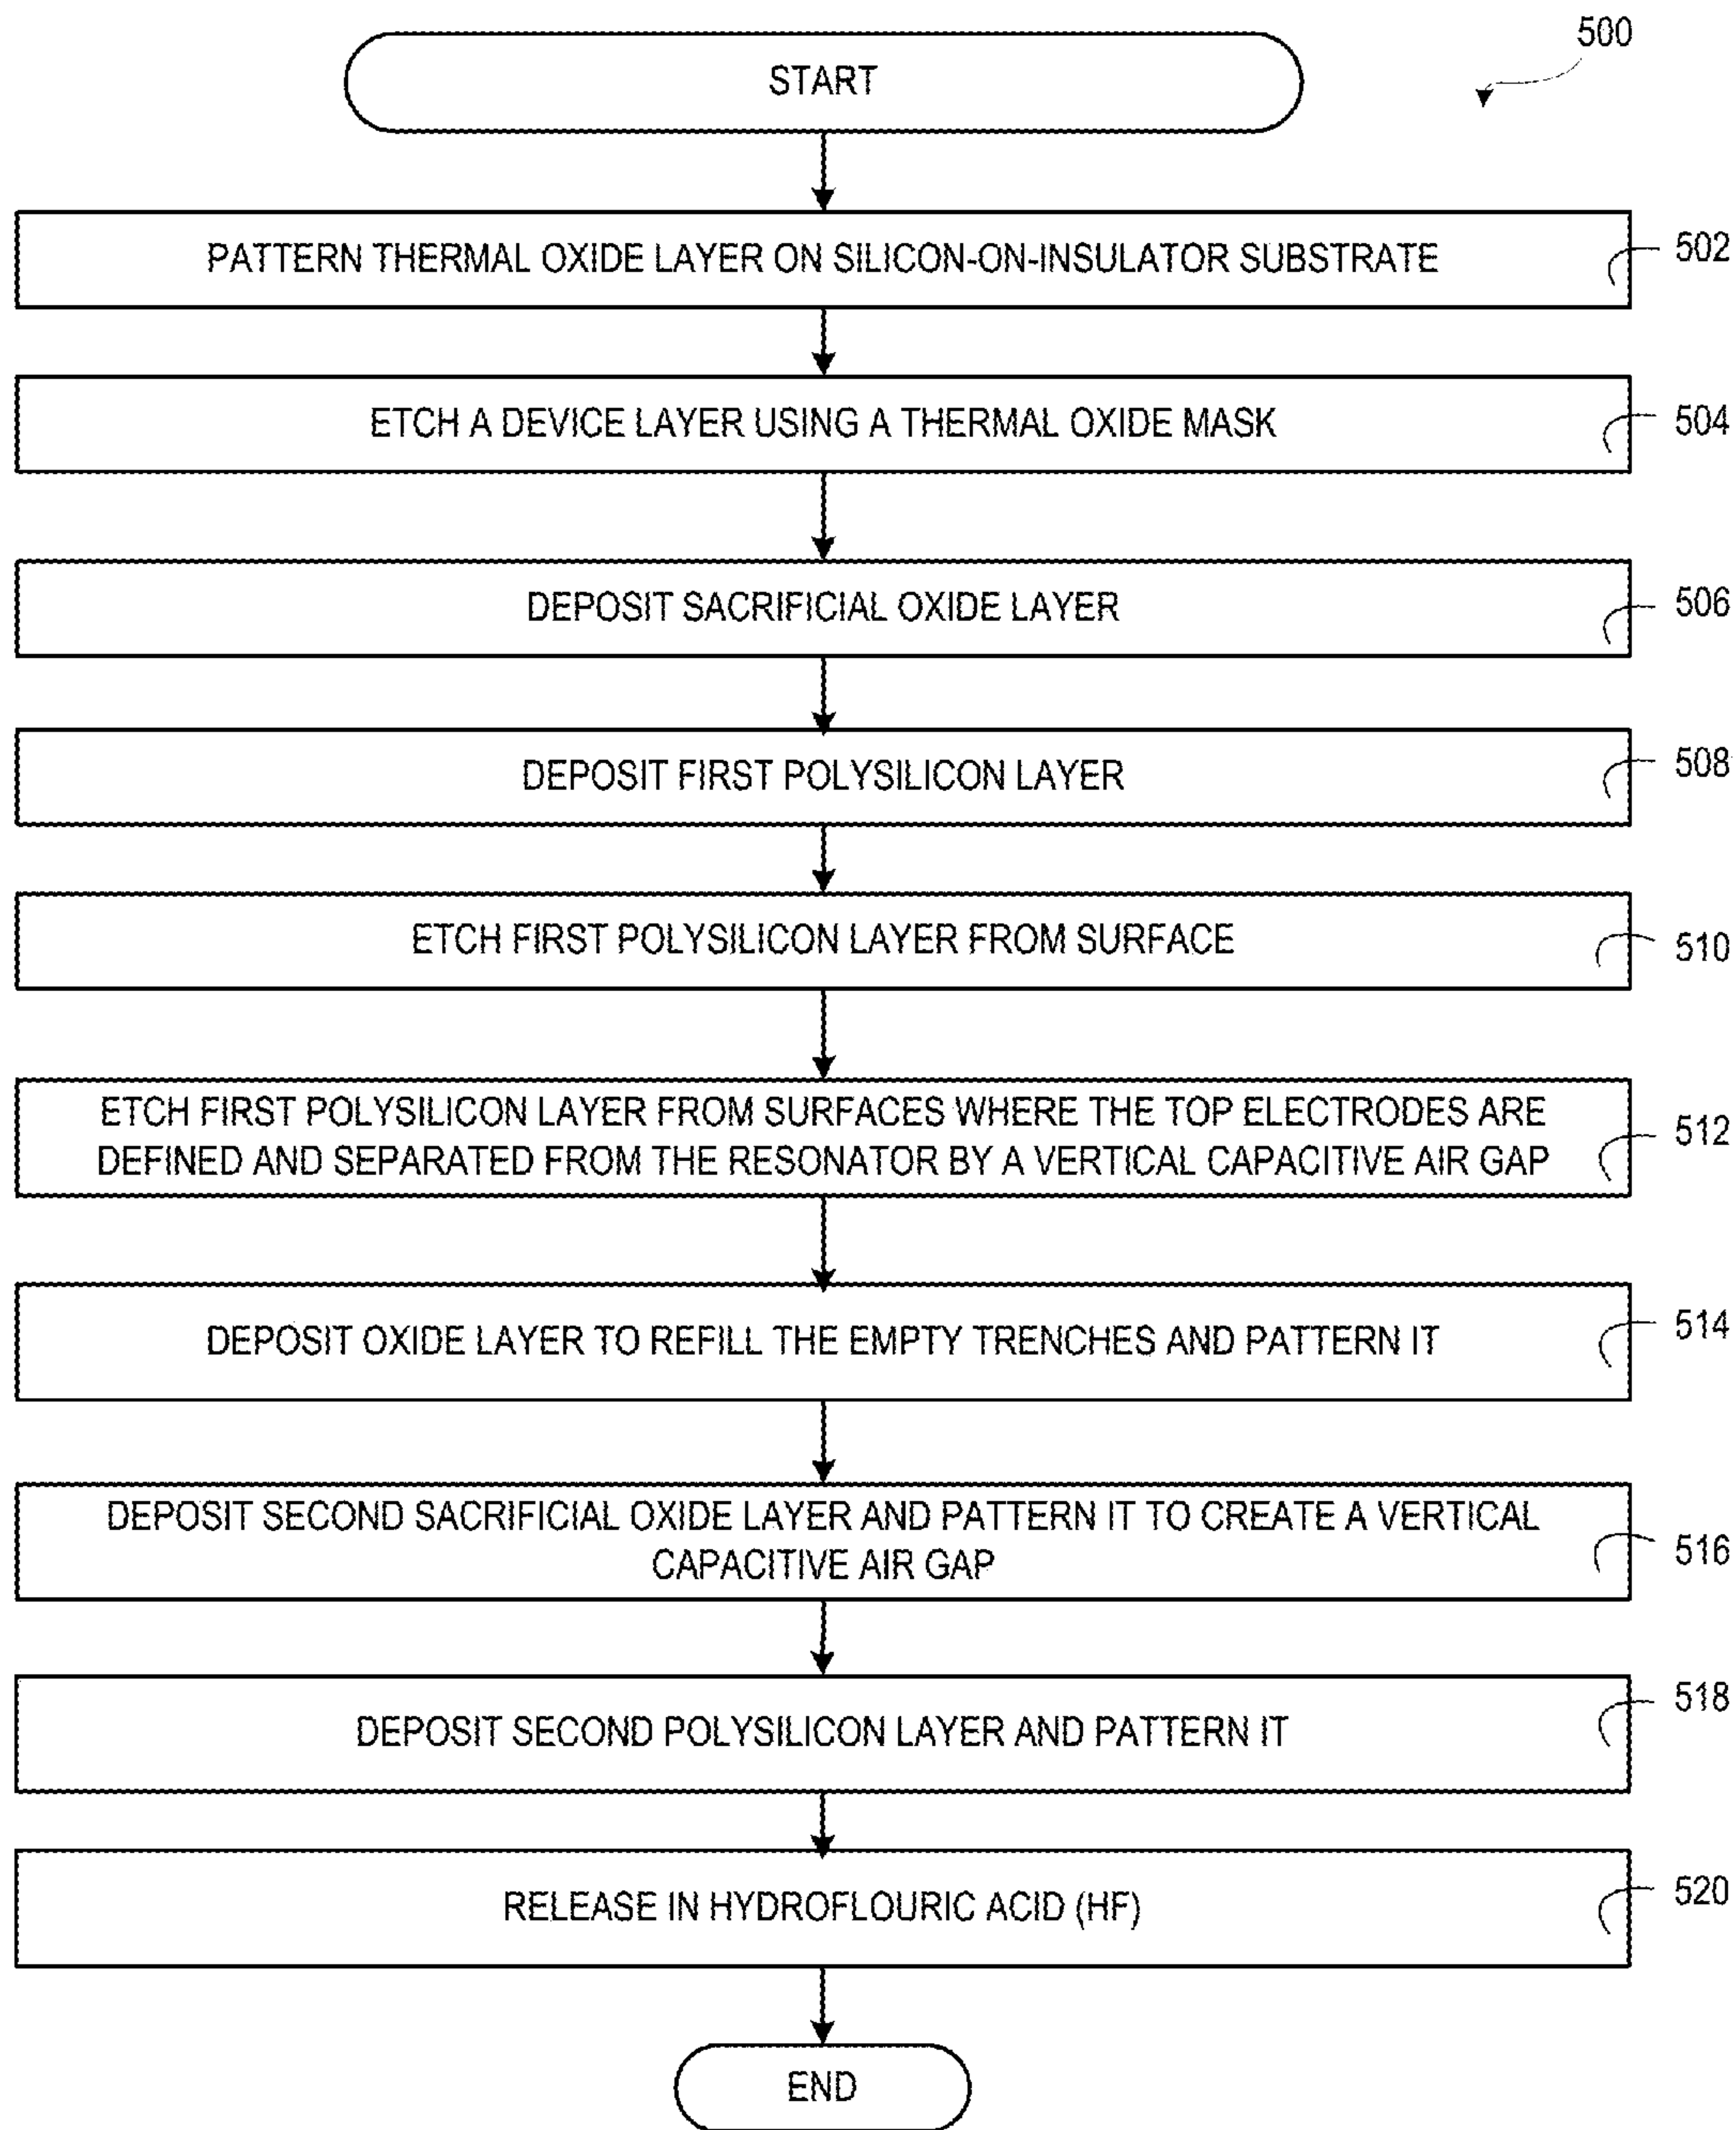 500
START
PATTERN THERMAL OXIDE LAYER ON SILICON-ON-INSULATOR SUBSTRATE
502
ETCH A DEVICE LAYER USING A THERMAL OXIDE MASK
504
DEPOSIT SACRIFICIAL OXIDE LAYER
506
DEPOSIT FIRST POLYSILICON LAYER
508
ETCH FIRST POLYSILICON LAYER FROM SURFACE
510
ETCH FIRST POLYSILICON LAYER FROM SURFACES WHERE THE TOP ELECTRODES ARE
DEFINED AND SEPARATED FROM THE RESONATOR BY A VERTICAL CAPACITIVE AIR GAP
512
DEPOSIT OXIDE LAYER TO REFILL THE EMPTY TRENCHES AND PATTERN IT
514
DEPOSIT SECOND SACRIFICIAL OXIDE LAYER AND PATTERN IT TO CREATE A VERTICAL
CAPACITIVE AIR GAP
516
DEPOSIT SECOND POLYSILICON LAYER AND PATTERN IT
518
RELEASE IN HYDROFLOURIC ACID (HF)
520
END